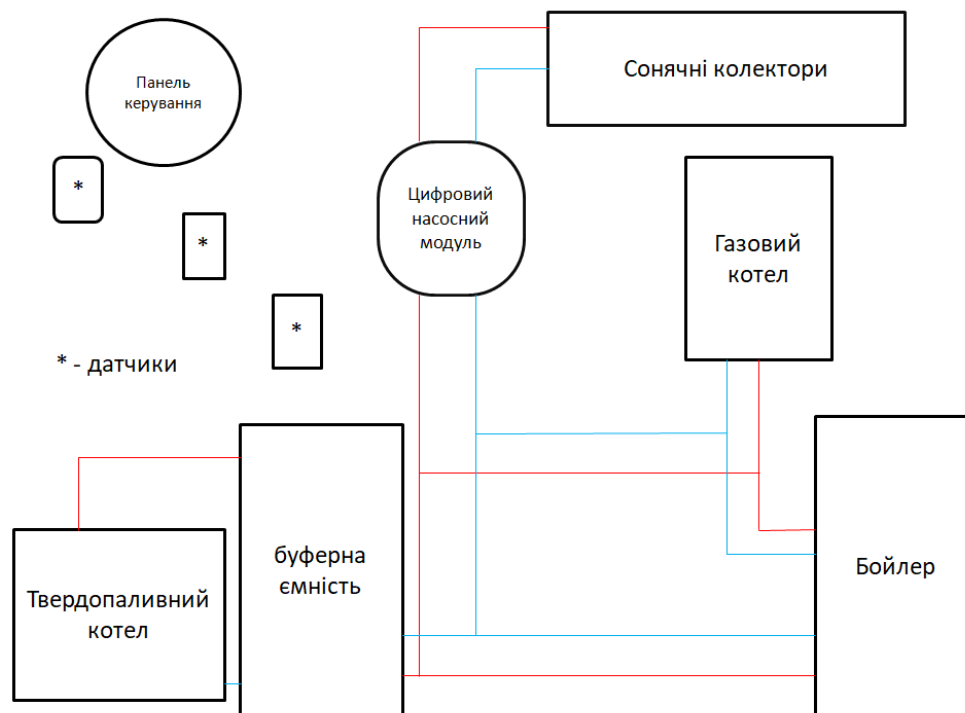 Сонячні колектори
Панель
керування
*
Цифровий
насосний
модуль
*
Газовий
котел
*
* - датчики
буферна
ємність
Твердопаливний
котел
Бойлер